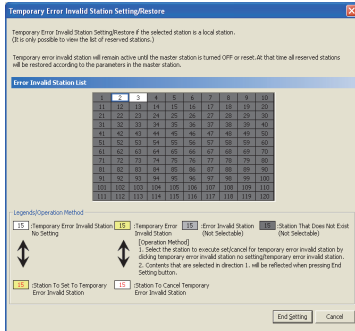 Temporary Error Invalid Station Setting/Restore
Temporary Error Invalid Station Setting/Restore if the selected station is a local station.
(It is only possible to view the list of reserved stations.)
Temporary error invalid station will remain active until the master station is turned OFF or reset.At that time all reserved stations
will be restored according to the parameters in the master station.
Error Invalid Station List
1 2 3 4 5 6 7 8 9 10
11 12 13 14 15 16 17 18 19 20
21 22 23 24 25 26 27 28 29 30
31 32 33 34 35 36 37 38 39 40
41 42 43 44 45 46 47 48 49 50
51 52 53 54 55 56 57 58 59 60
61 62 63 64 65 66 67 68 69 70
71 72 73 74 75 76 77 78 79 80
81 82 83 84 85 86 87 88 89 90
91 92 93 94 95 96 97 98 99 100
101 102 103 104 105 106 107 108 109 110
111 112 113 114 115 116 117 118 119 120
Legends/Operation Method
15 :Temporary Error Invalid Station 15 :Temporary Error 15 :Error Invalid Station 15 :Station That Does Not Exist
No Setting Invalid Station (Not Selectable) (Not Selectable)
[Operation Method]
1. Select the station to execute set/cancel for temporary error invalid station by
clicking temporary error invalid station no setting/temporary error invalid station.
2. Contents that are selected in direction 1. will be reflected when pressing End
Setting button.
15 :Station To Set To Temporary 15 :Station To Cancel Temporary
Error Invalid Station Error Invalid Station
End Setting Cancel